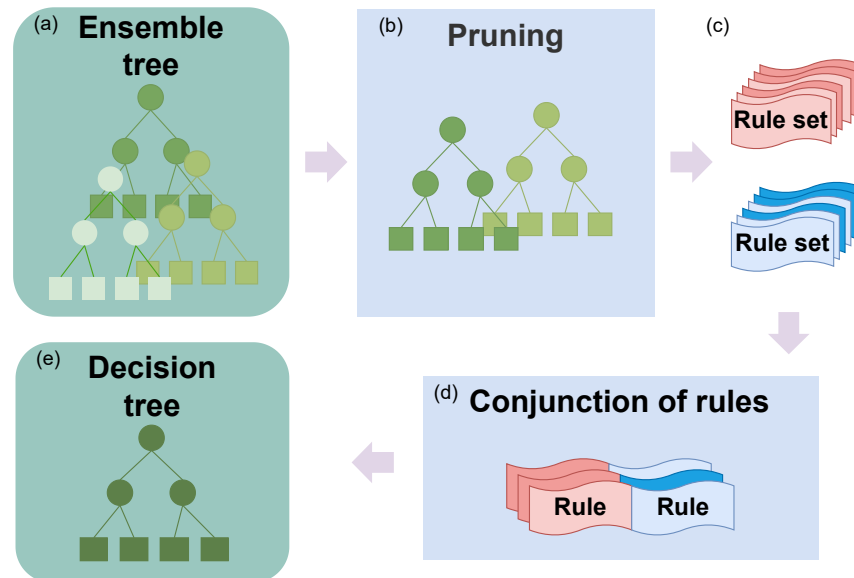 (a) Ensemble
tree
(b) Pruning
(c)
Rule set
Rule set
(d) Conjunction of rules
Rule Rule
(e) Decision
tree